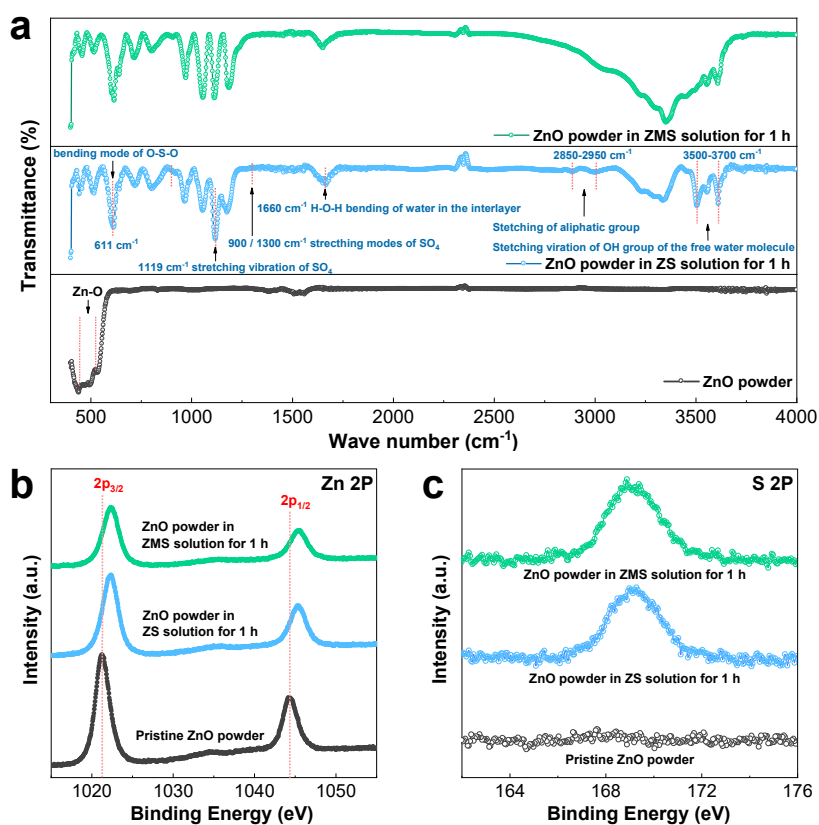 a
Transmittance (%)
ZnO powder in ZMS solution for 1 h
bending mode of O-S-O
2850-2950 cm⁻¹
3500-3700 cm⁻¹
1660 cm⁻¹ H-O-H bending of water in the interlayer
Stetching of aliphatic group
611 cm⁻¹
900 / 1300 cm⁻¹ strecthing modes of SO₄
Stetching viration of OH group of the free water molecule
1119 cm⁻¹ stretching vibration of SO₄
ZnO powder in ZS solution for 1 h
Zn-O
ZnO powder
500 1000 1500 2000 2500 3000 3500 4000
Wave number (cm⁻¹)
b
Zn 2P
2p₃/₂
2p₁/₂
ZnO powder in
ZMS solution for 1 h
ZnO powder in
ZS solution for 1 h
Pristine ZnO powder
Intensity (a.u.)
1020 1030 1040 1050
Binding Energy (eV)
c
S 2P
ZnO powder in ZMS solution for 1 h
ZnO powder in ZS solution for 1 h
Pristine ZnO powder
Intensity (a.u.)
164 168 172 176
Binding Energy (eV)